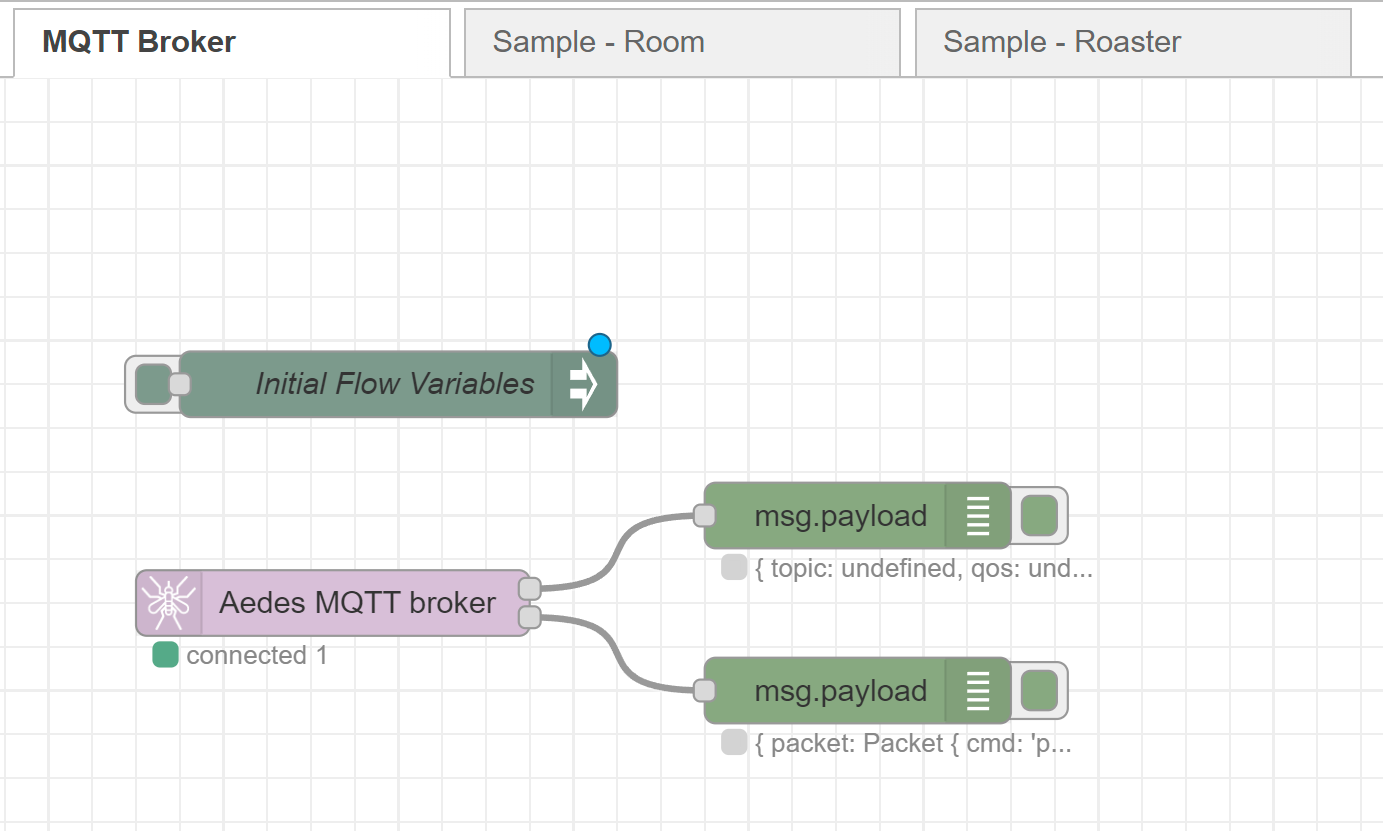 MQTT Broker
Sample - Room
Sample - Roaster
Initial Flow Variables
msg.payload
{ topic: undefined, qos: und...
Aedes MQTT broker
connected 1
msg.payload
{ packet: Packet { cmd: 'p...